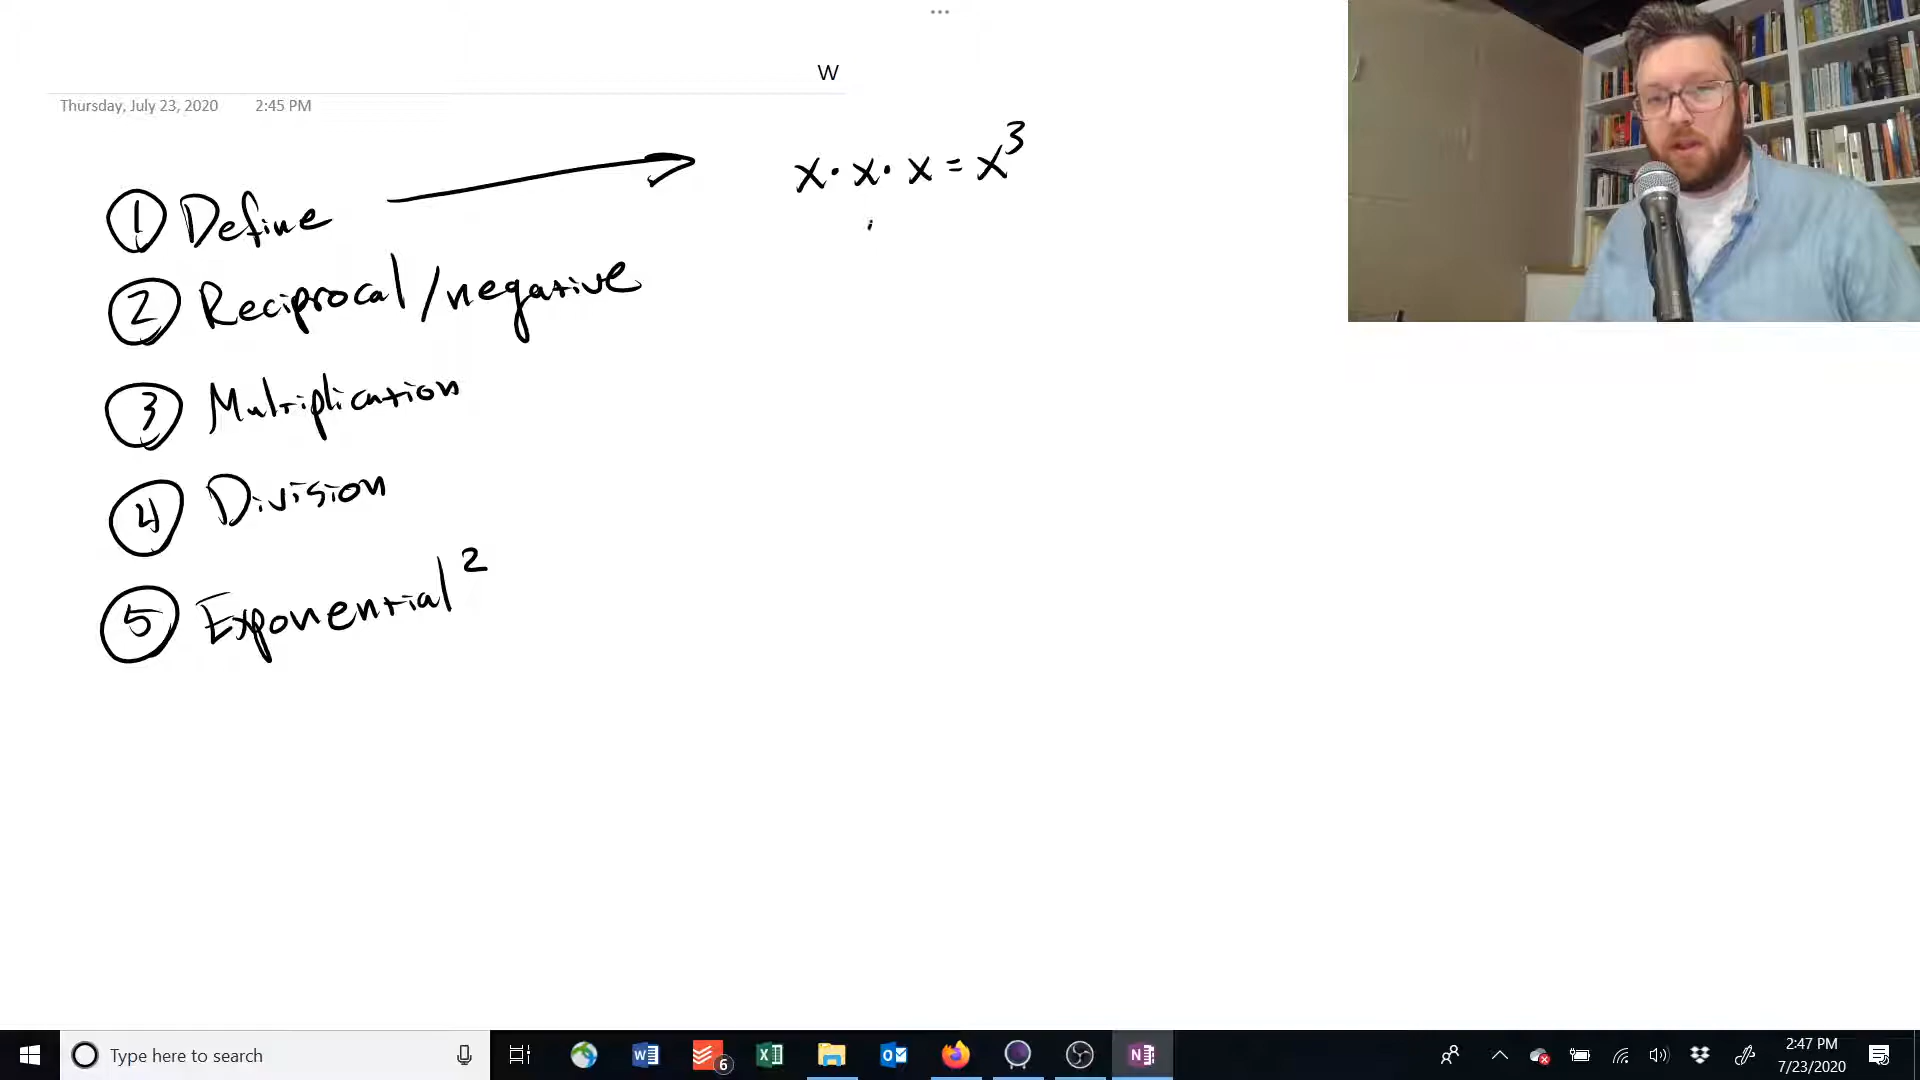 W
Thursday, July 23, 2020 2:45 PM
x · x · x = x³
① Define
② Reciprocal/negative
③ Multiplication
④ Division
⑤ Exponential²
Type here to search
6
2:47 PM
7/23/2020